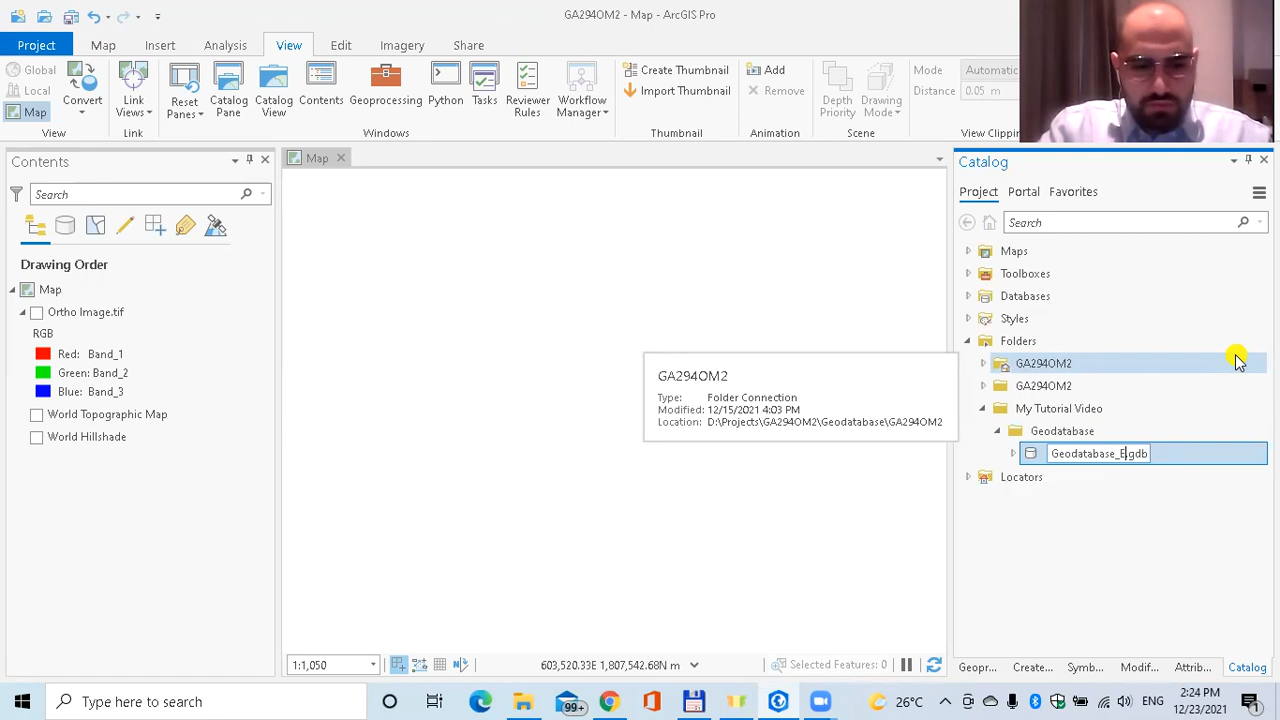 GA294OM2 - Map - ArcGIS Pro
Project Map Insert Analysis View Edit Imagery Share
Global
Local
Map
View
Convert
Link Views
Link
Reset Panes
Catalog Pane
Catalog View
Contents
Geoprocessing
Python
Tasks
Reviewer Rules
Workflow Manager
Windows
Create Thumbnail
Import Thumbnail
Thumbnail
Add
Remove
Animation
Depth Priority
Drawing Mode
Scene
Mode Automatic
Distance 0.05 m
View Clipping
Contents
Search
Drawing Order
Map
Ortho Image.tif
RGB
Red: Band_1
Green: Band_2
Blue: Band_3
World Topographic Map
World Hillshade
Map
GA294OM2
Type: Folder Connection
Modified: 12/15/2021 4:03 PM
Location: D:\Projects\GA294OM2\Geodatabase\GA294OM2
1:1,050
603,520.33E 1,807,542.68N m
Selected Features: 0
Catalog
Project Portal Favorites
Search
Maps
Toolboxes
Databases
Styles
Folders
GA294OM2
GA294OM2
My Tutorial Video
Geodatabase
Geodatabase_E.gdb
Locators
Geopr... Create... Symb... Modif... Attrib... Catalog
Type here to search
99+
26°C
ENG
2:24 PM
12/23/2021
1